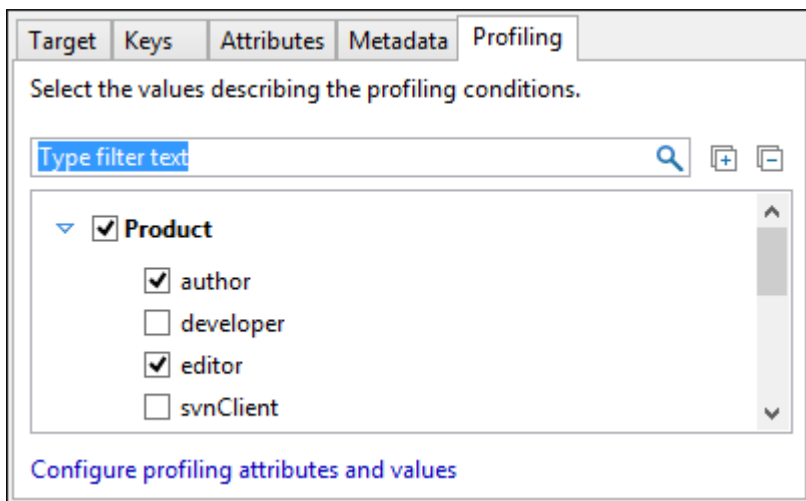 Target Keys Attributes Metadata Profiling
Select the values describing the profiling conditions.
Type filter text
Product
author
developer
editor
svnClient
Configure profiling attributes and values